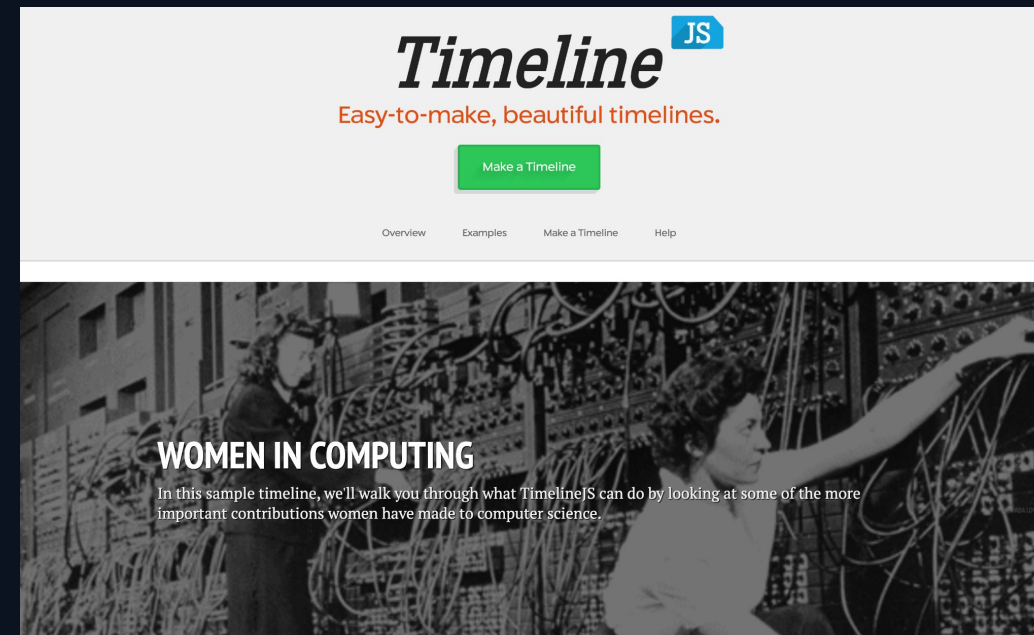 Timeline JS
Easy-to-make, beautiful timelines.
Make a Timeline
Overview Examples Make a Timeline Help
WOMEN IN COMPUTING
In this sample timeline, we'll walk you through what TimelineJS can do by looking at some of the more
important contributions women have made to computer science.